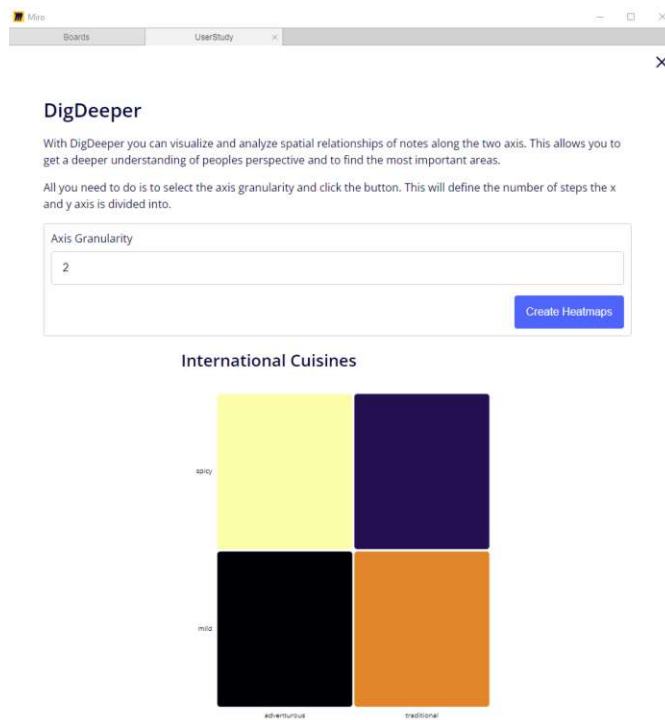 Miro
Boards
UserStudy
DigDeeper
With DigDeeper you can visualize and analyze spatial relationships of notes along the two axis. This allows you to
get a deeper understanding of peoples perspective and to find the most important areas.
All you need to do is to select the axis granularity and click the button. This will define the number of steps the x
and y axis is divided into.
Axis Granularity
2
Create Heatmaps
International Cuisines
spicy
mild
adventurous
traditional